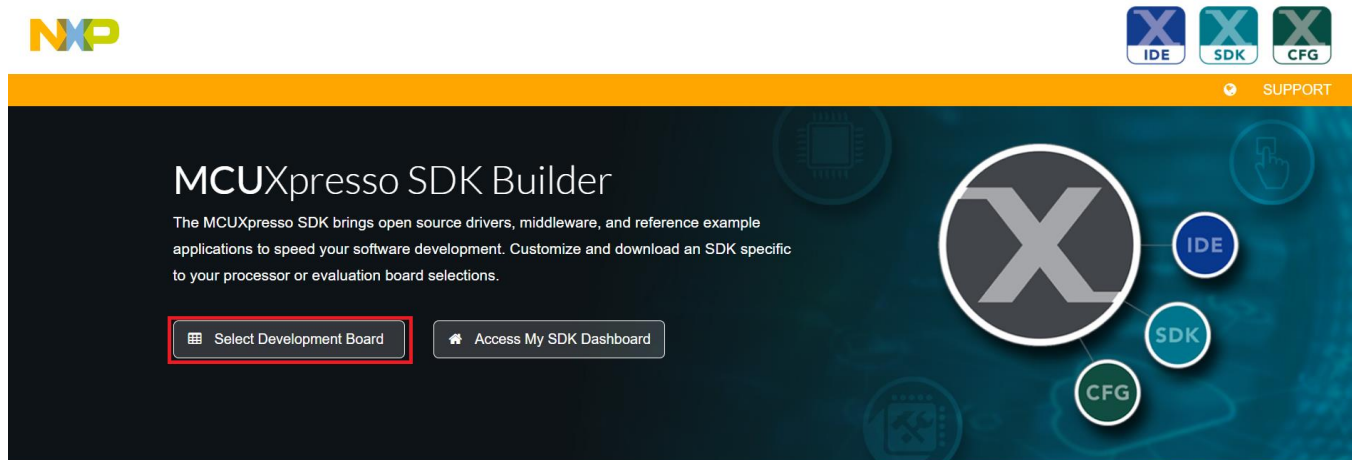 NXP
IDE
SDK
CFG
SUPPORT
MCUXpresso SDK Builder
The MCUXpresso SDK brings open source drivers, middleware, and reference example
applications to speed your software development. Customize and download an SDK specific
to your processor or evaluation board selections.
Select Development Board
Access My SDK Dashboard
X
IDE
SDK
CFG